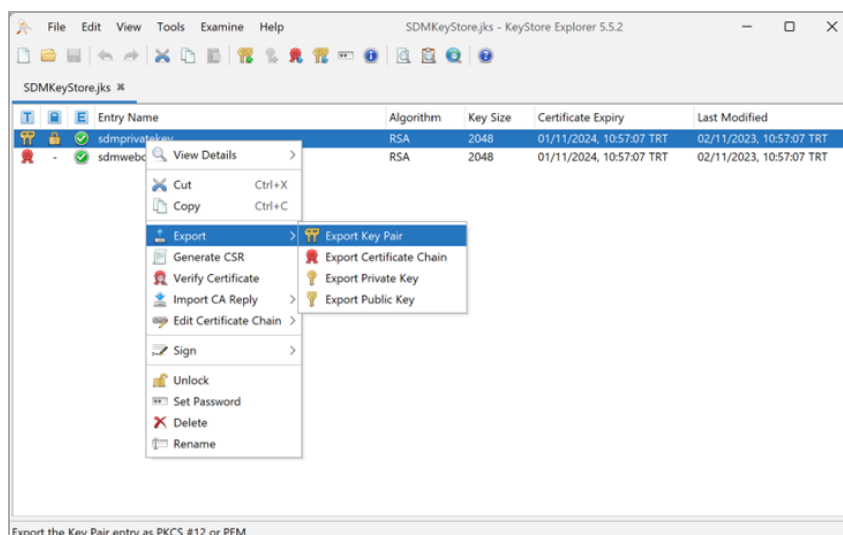 File Edit View Tools Examine Help SDMKeyStore.jks - KeyStore Explorer 5.5.2
SDMKeyStore.jks
T E Entry Name Algorithm Key Size Certificate Expiry Last Modified
sdmprivatekey RSA 2048 01/11/2024, 10:57:07 TRT 02/11/2023, 10:57:07 TRT
- sdmwebc RSA 2048 01/11/2024, 10:57:07 TRT 02/11/2023, 10:57:07 TRT
View Details
Cut Ctrl+X
Copy Ctrl+C
Export
Generate CSR
Verify Certificate
Import CA Reply
Edit Certificate Chain
Sign
Unlock
Set Password
Delete
Rename
Export Key Pair
Export Certificate Chain
Export Private Key
Export Public Key
Export the Key Pair entry as PKCS #12 or PEM